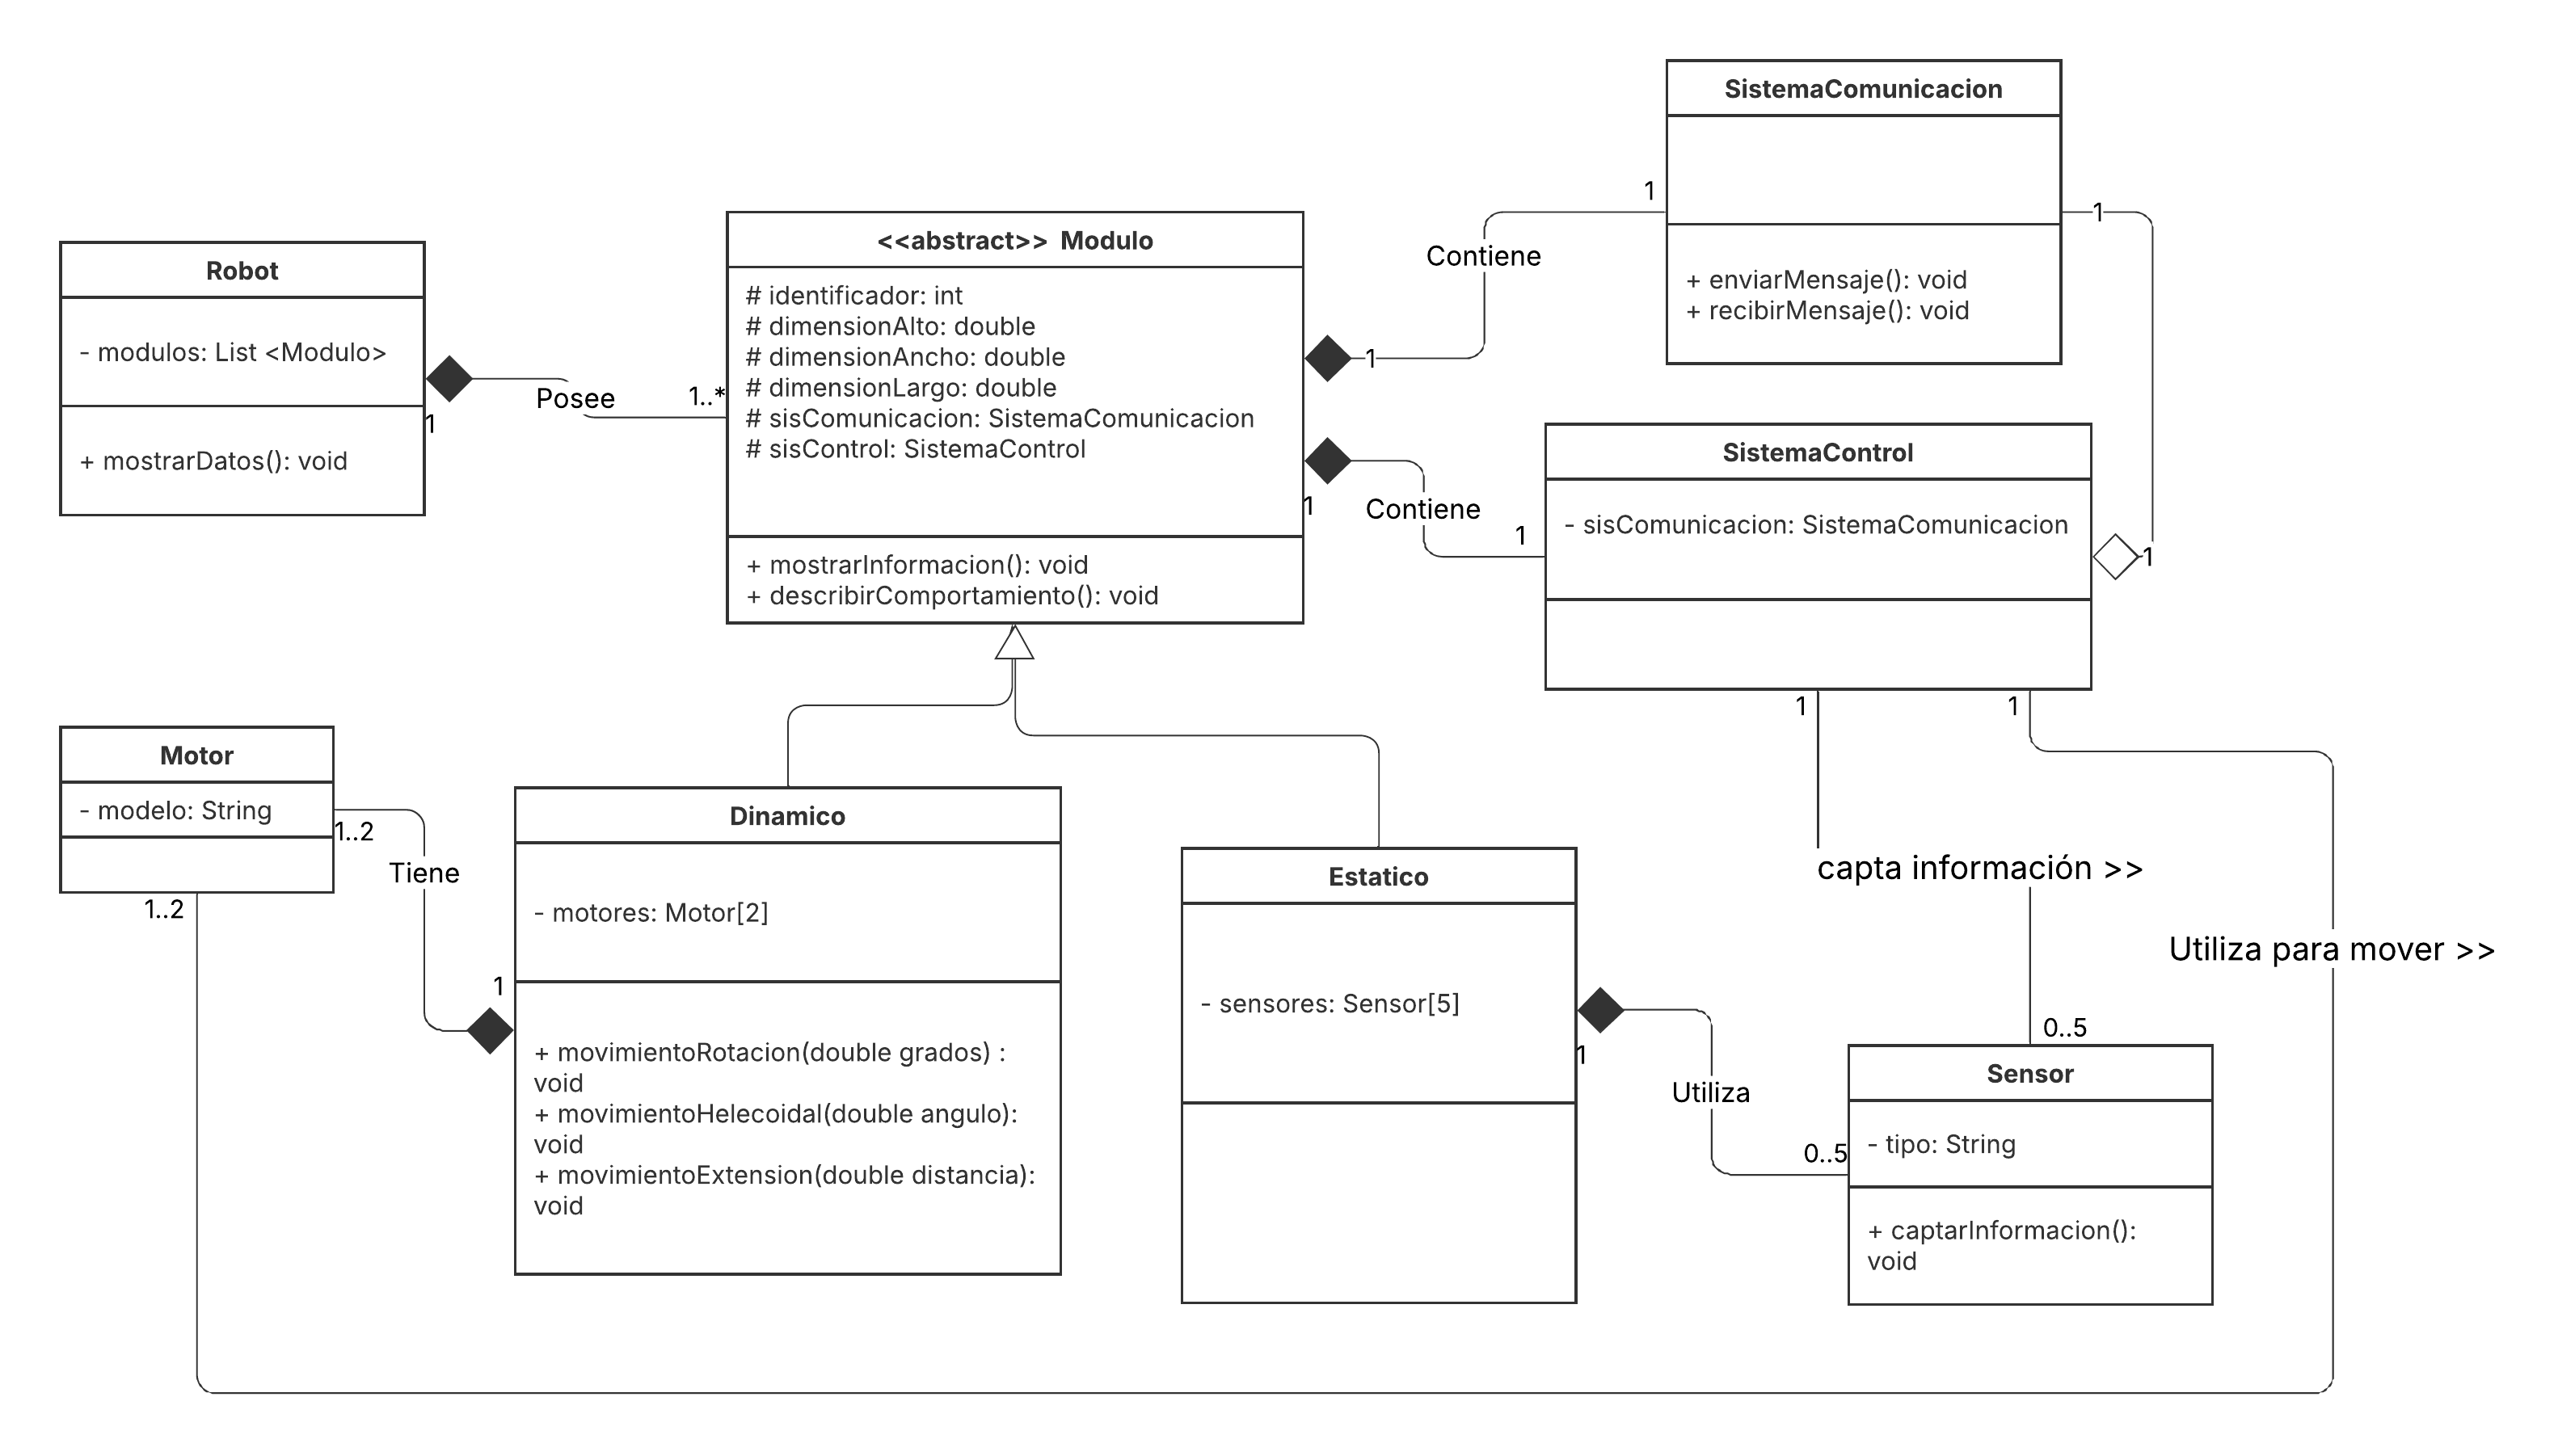 SistemaComunicacion
+ enviarMensaje(): void
+ recibirMensaje(): void
1
1
Contiene
1
Robot
- modulos: List <Modulo>
+ mostrarDatos(): void
1
Posee
1..*
<<abstract>> Modulo
# identificador: int
# dimensionAlto: double
# dimensionAncho: double
# dimensionLargo: double
# sisComunicacion: SistemaComunicacion
# sisControl: SistemaControl
+ mostrarInformacion(): void
+ describirComportamiento(): void
1
Contiene
1
SistemaControl
- sisComunicacion: SistemaComunicacion
1
1
1
Motor
- modelo: String
1..2
1..2
Tiene
1
Dinamico
- motores: Motor[2]
+ movimientoRotacion(double grados) :
void
+ movimientoHelecoidal(double angulo):
void
+ movimientoExtension(double distancia):
void
Estatico
- sensores: Sensor[5]
1
Utiliza
0..5
capta información >>
Utiliza para mover >>
0..5
Sensor
- tipo: String
+ captarInformacion():
void